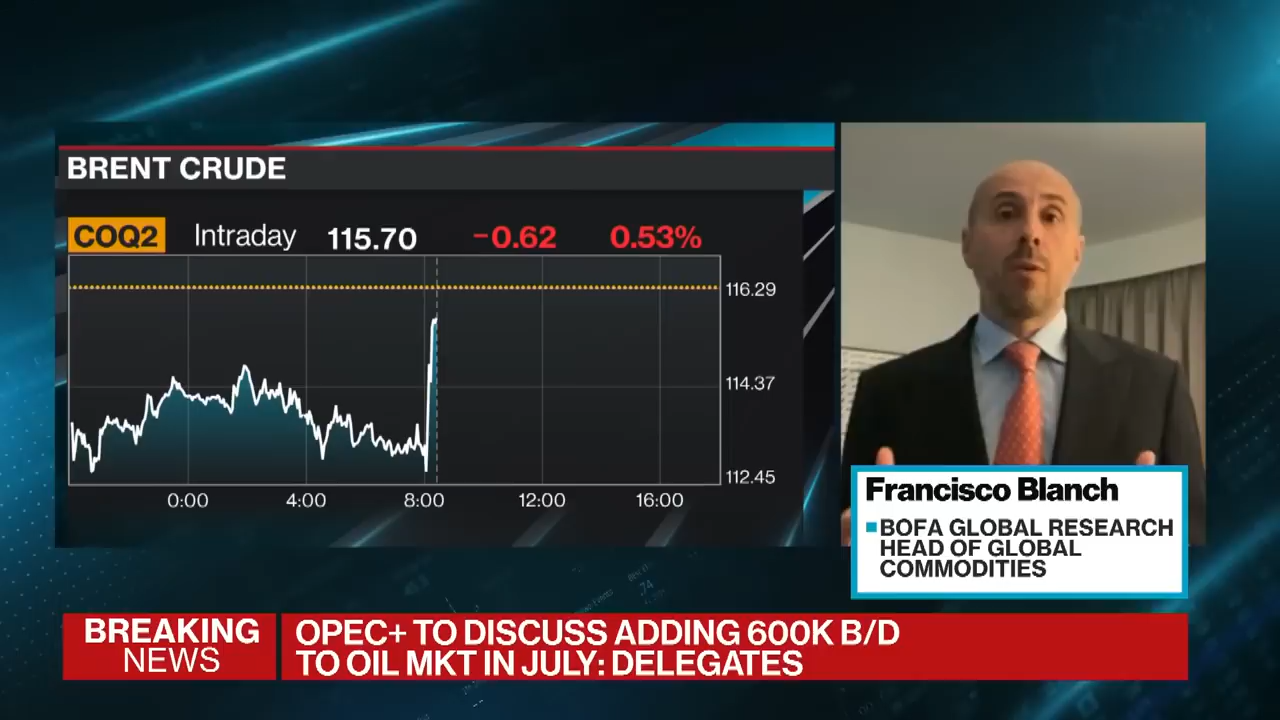 BRENT CRUDE
COQ2 Intraday 115.70 -0.62 0.53%
116.29
114.37
112.45
0:00 4:00 8:00 12:00 16:00
Francisco Blanch
BOFA GLOBAL RESEARCH
HEAD OF GLOBAL
COMMODITIES
BREAKING
NEWS
OPEC+ TO DISCUSS ADDING 600K B/D
TO OIL MKT IN JULY: DELEGATES